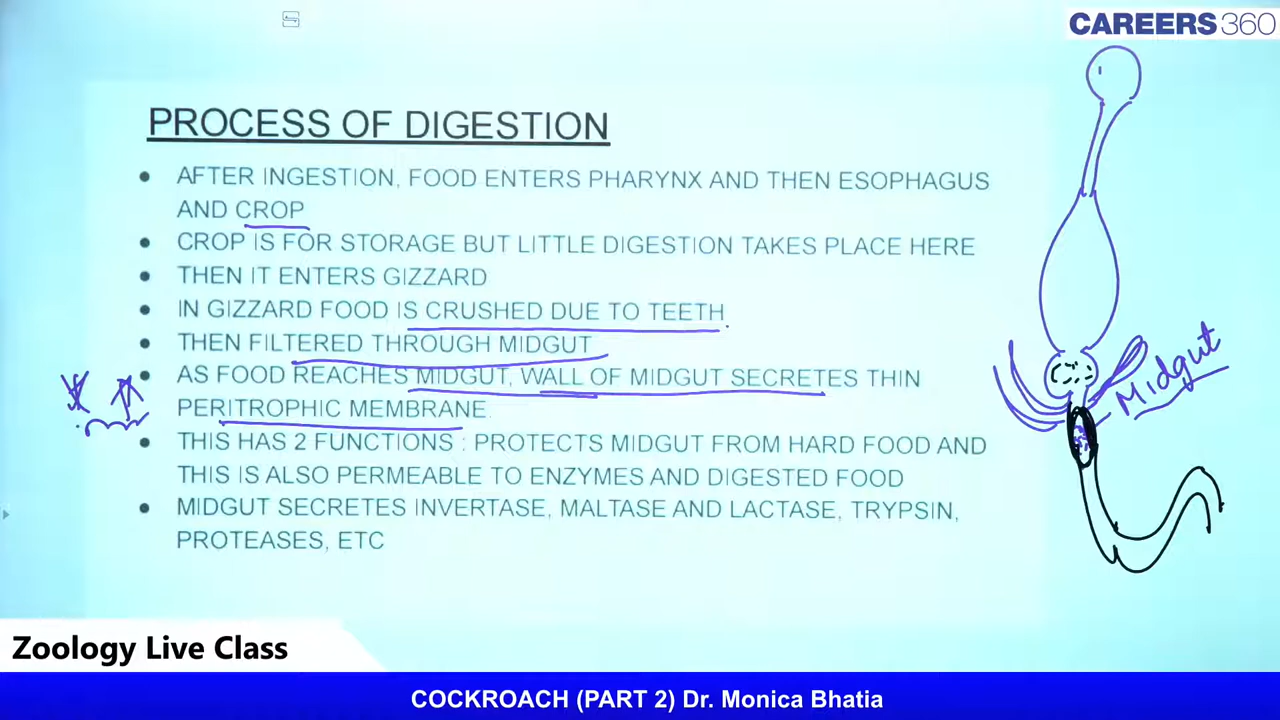 CAREERS360
PROCESS OF DIGESTION
AFTER INGESTION, FOOD ENTERS PHARYNX AND THEN ESOPHAGUS
AND CROP
CROP IS FOR STORAGE BUT LITTLE DIGESTION TAKES PLACE HERE
THEN IT ENTERS GIZZARD
IN GIZZARD FOOD IS CRUSHED DUE TO TEETH
THEN FILTERED THROUGH MIDGUT
AS FOOD REACHES MIDGUT, WALL OF MIDGUT SECRETES THIN
PERITROPHIC MEMBRANE.
THIS HAS 2 FUNCTIONS : PROTECTS MIDGUT FROM HARD FOOD AND
THIS IS ALSO PERMEABLE TO ENZYMES AND DIGESTED FOOD
MIDGUT SECRETES INVERTASE, MALTASE AND LACTASE, TRYPSIN,
PROTEASES, ETC
Midgut
Zoology Live Class
COCKROACH (PART 2) Dr. Monica Bhatia